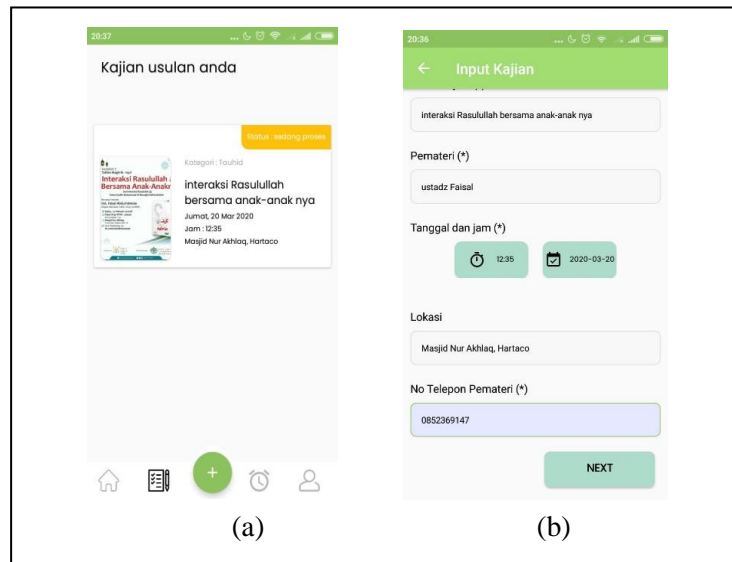 20:37
...
Kajian usulan anda
Status : sedang proses
Kategori : Tauhid
Interaksi Rasulullah
Bersama Anak-Anakn
interaksi Rasulullah
bersama anak-anak nya
Jumat, 20 Mar 2020
Jam : 12:35
Masjid Nur Akhlaq, Hartaco
+
(a)
20:36
...
Input Kajian
interaksi Rasulullah bersama anak-anak nya
Pemateri (*)
ustadz Faisal
Tanggal dan jam (*)
12:35
2020-03-20
Lokasi
Masjid Nur Akhlaq, Hartaco
No Telepon Pemateri (*)
0852369147
NEXT
(b)